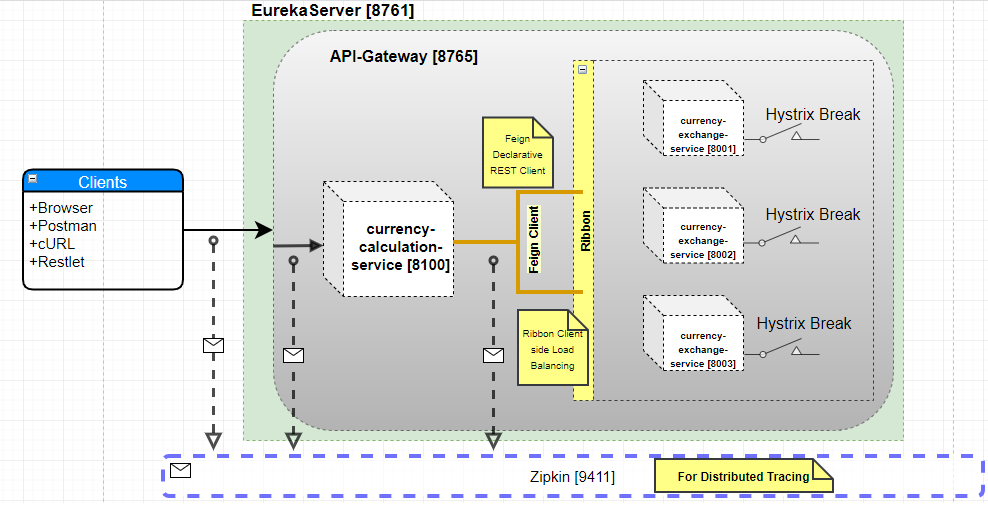 EurekaServer [8761]
API-Gateway [8765]
Clients
+Browser
+Postman
+cURL
+Restlet
currency-
calculation-
service [8100]
Feign
Declarative
REST Client
Feign Client
Ribbon
Ribbon Client
side Load
Balancing
currency-
exchange-
service [8001]
Hystrix Break
currency-
exchange-
service [8002]
Hystrix Break
currency-
exchange-
service [8003]
Hystrix Break
Zipkin [9411]
For Distributed Tracing